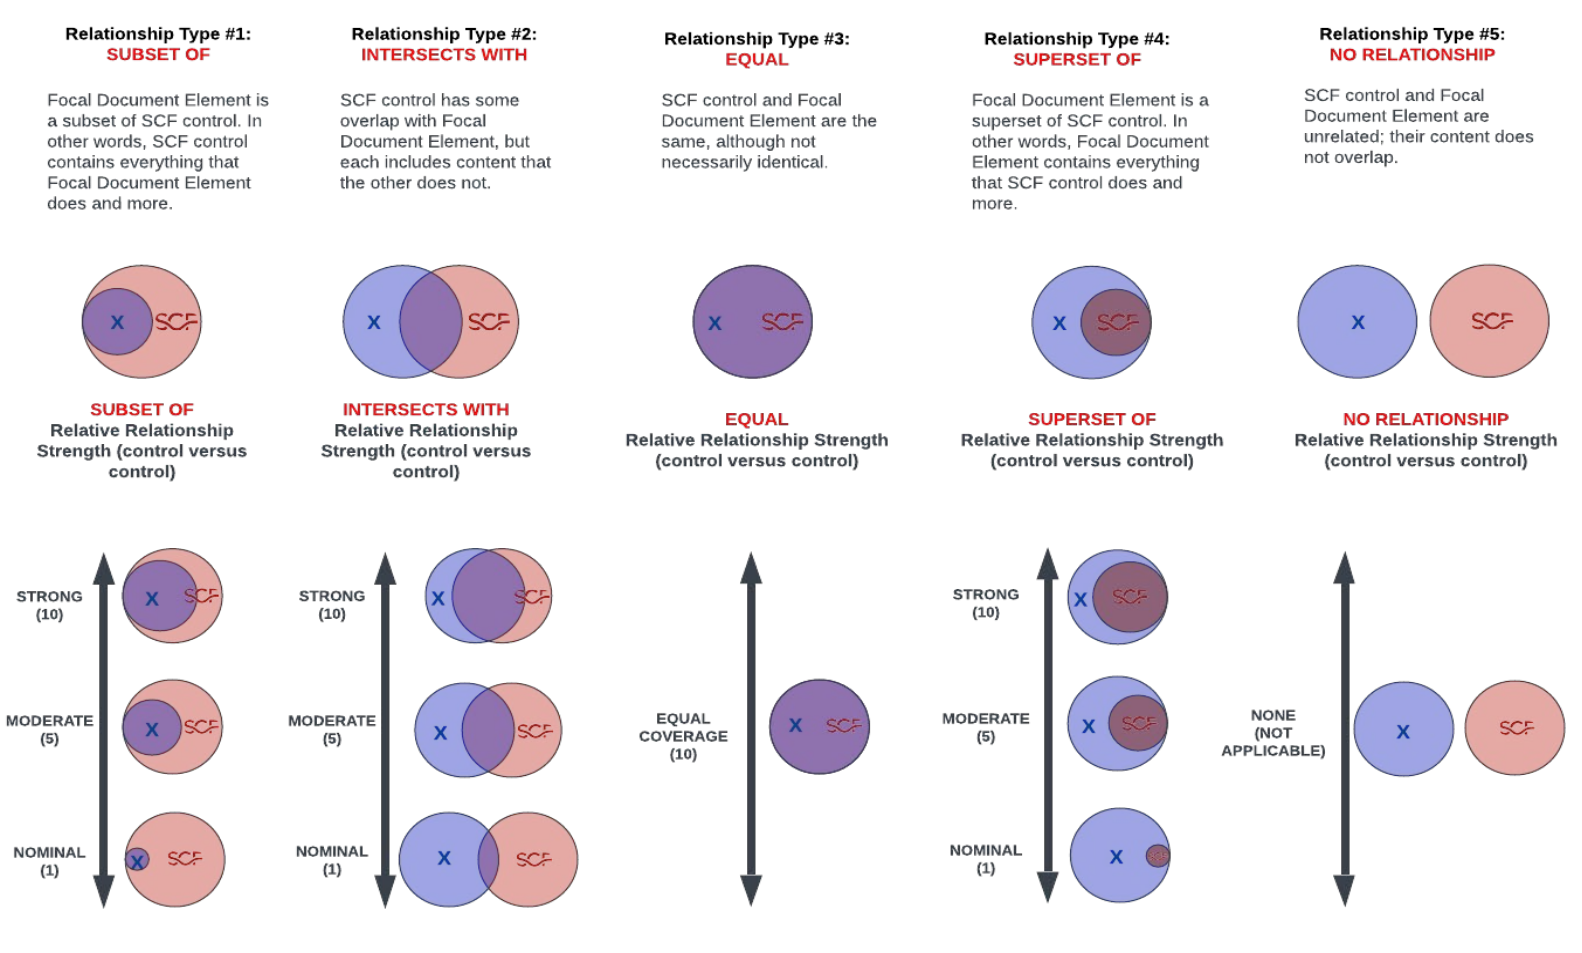 Relationship Type #1:
SUBSET OF
Focal Document Element is
a subset of SCF control. In
other words, SCF control
contains everything that
Focal Document Element
does and more.
X
SCF
SUBSET OF
Relative Relationship
Strength (control versus
control)
STRONG
(10)
X
SCF
MODERATE
(5)
X
SCF
NOMINAL
(1)
X
SCF
Relationship Type #2:
INTERSECTS WITH
SCF control has some
overlap with Focal
Document Element, but
each includes content that
the other does not.
X
SCF
INTERSECTS WITH
Relative Relationship
Strength (control versus
control)
STRONG
(10)
X
SCF
MODERATE
(5)
X
SCF
NOMINAL
(1)
X
SCF
Relationship Type #3:
EQUAL
SCF control and Focal
Document Element are the
same, although not
necessarily identical.
X
SCF
EQUAL
Relative Relationship Strength
(control versus control)
EQUAL
COVERAGE
(10)
X
SCF
Relationship Type #4:
SUPERSET OF
Focal Document Element is a
superset of SCF control. In
other words, Focal Document
Element contains everything
that SCF control does and
more.
X
SCF
SUPERSET OF
Relative Relationship Strength
(control versus control)
STRONG
(10)
X
SCF
MODERATE
(5)
X
SCF
NOMINAL
(1)
X
Relationship Type #5:
NO RELATIONSHIP
SCF control and Focal
Document Element are
unrelated; their content does
not overlap.
X
SCF
NO RELATIONSHIP
Relative Relationship Strength
(control versus control)
NONE
(NOT
APPLICABLE)
X
SCF